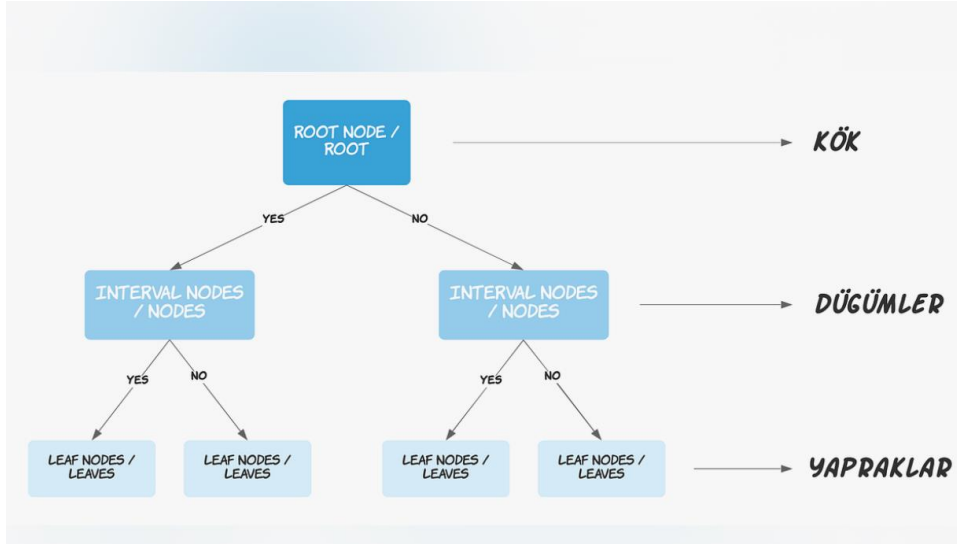 ROOT NODE /
ROOT
KÖK
YES
NO
INTERVAL NODES
/ NODES
INTERVAL NODES
/ NODES
DÜGÜMLER
YES
NO
YES
NO
LEAF NODES /
LEAVES
LEAF NODES /
LEAVES
LEAF NODES /
LEAVES
LEAF NODES /
LEAVES
YAPRAKLAR